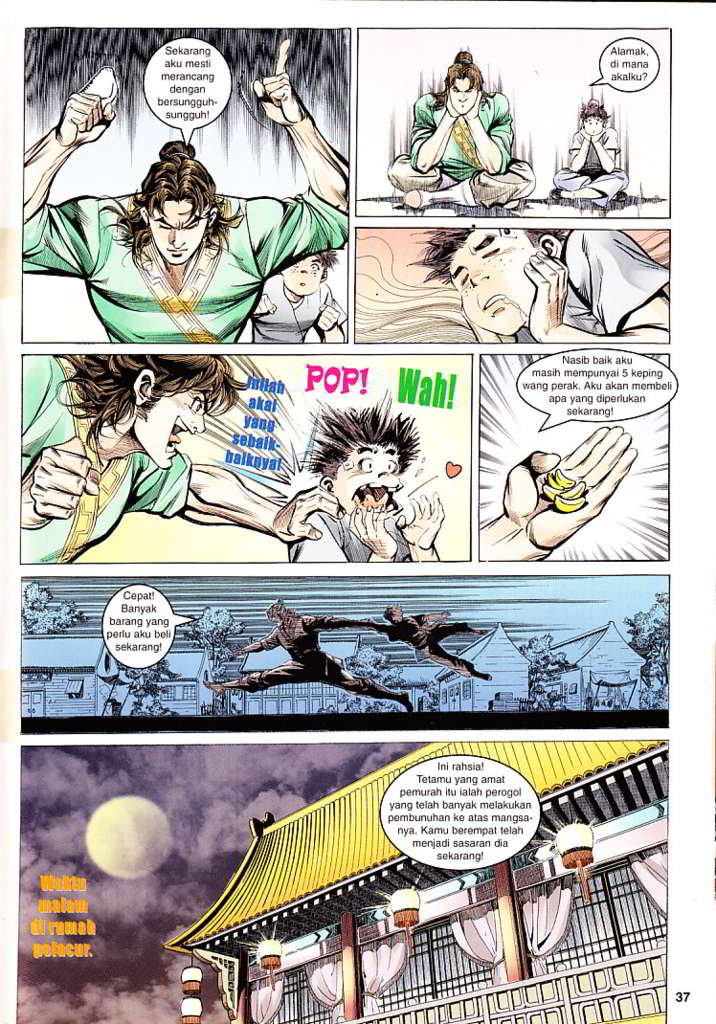 Sekarang
aku mesti
merancang
dengan
bersungguh-
sungguh!
Alamak,
di mana
akalku?
Inilah
akal
yang
sebaik-
baiknya!
POP!
Wah!
Nasib baik aku
masih mempunyai 5 keping
wang perak. Aku akan membeli
apa yang diperlukan
sekarang!
Cepat!
Banyak
barang yang
perlu aku beli
sekarang!
Ini rahsia!
Tetamu yang amat
pemurah itu ialah perogol
yang telah banyak melakukan
pembunuhan ke atas mangsa-
nya. Kamu berempat telah
menjadi sasaran dia
sekarang!
Waktu
malam
di rumah
pelacur.
37